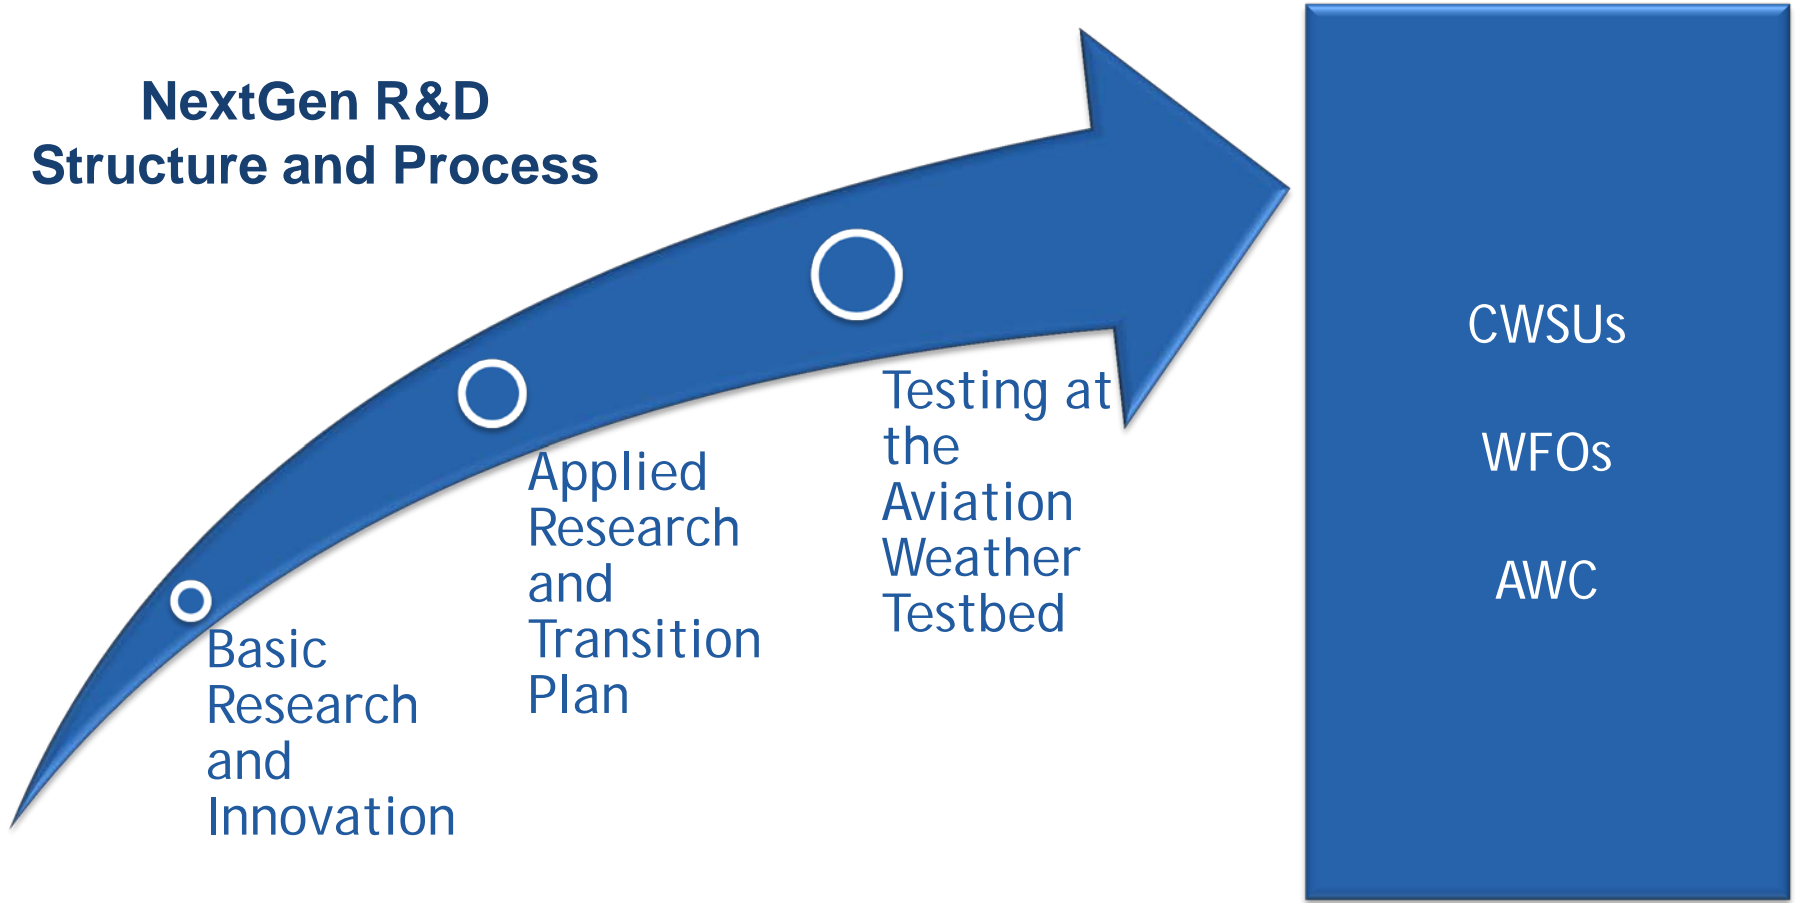 NextGen R&D
Structure and Process
Basic
Research
and
Innovation
Applied
Research
and
Transition
Plan
Testing at
the
Aviation
Weather
Testbed
CWSUs
WFOs
AWC